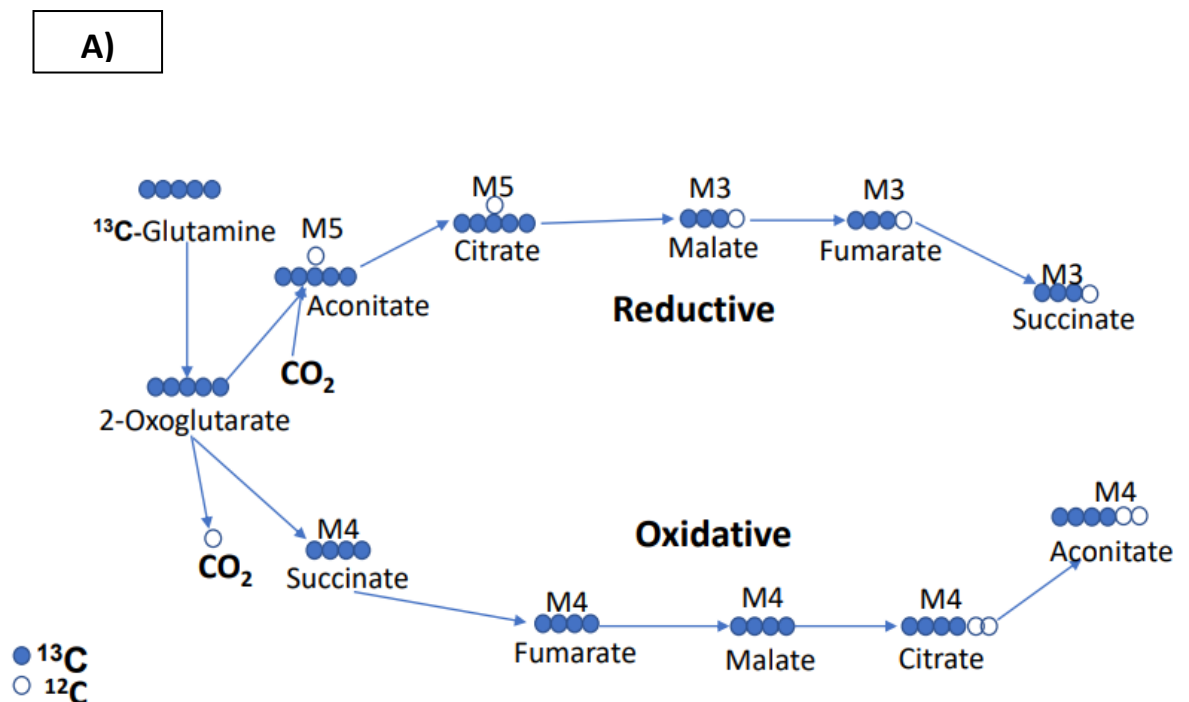 A)
M5
M3
M3
¹³C-Glutamine
M5
Citrate
Malate
Fumarate
M3
Aconitate
Reductive
Succinate
CO₂
2-Oxoglutarate
M4
Oxidative
M4
Aconitate
CO₂
Succinate
M4
M4
M4
Fumarate
Malate
Citrate
¹³C
¹²C